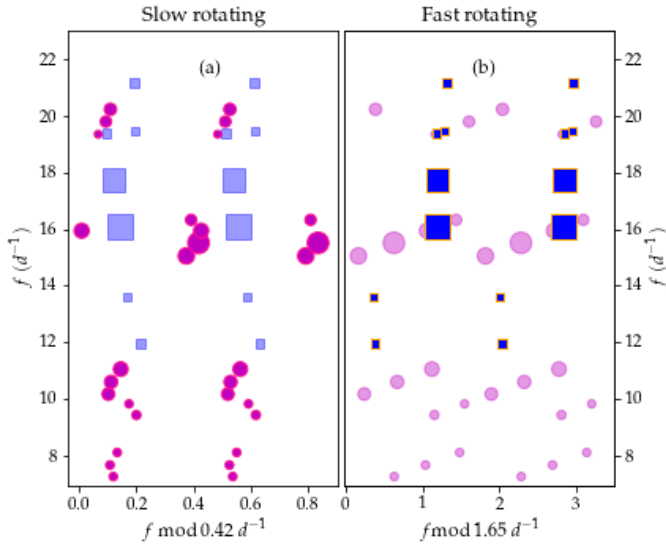 Slow rotating
Fast rotating
(a)
(b)
22
20
18
16
14
12
10
8
f (d⁻¹)
0.0 0.2 0.4 0.6 0.8
f mod 0.42 d⁻¹
22
20
18
16
14
12
10
8
f (d⁻¹)
0 1 2 3
f mod 1.65 d⁻¹